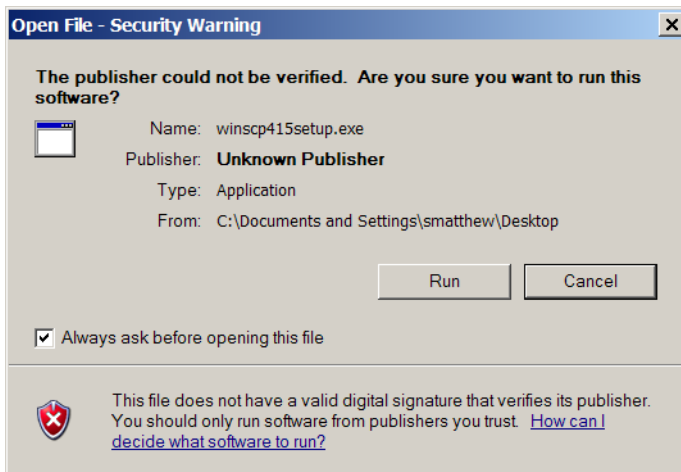 Open File - Security Warning
The publisher could not be verified. Are you sure you want to run this
software?
Name: winscp415setup.exe
Publisher: Unknown Publisher
Type: Application
From: C:\Documents and Settings\smatthew\Desktop
Run Cancel
Always ask before opening this file
This file does not have a valid digital signature that verifies its publisher.
You should only run software from publishers you trust. How can I
decide what software to run?